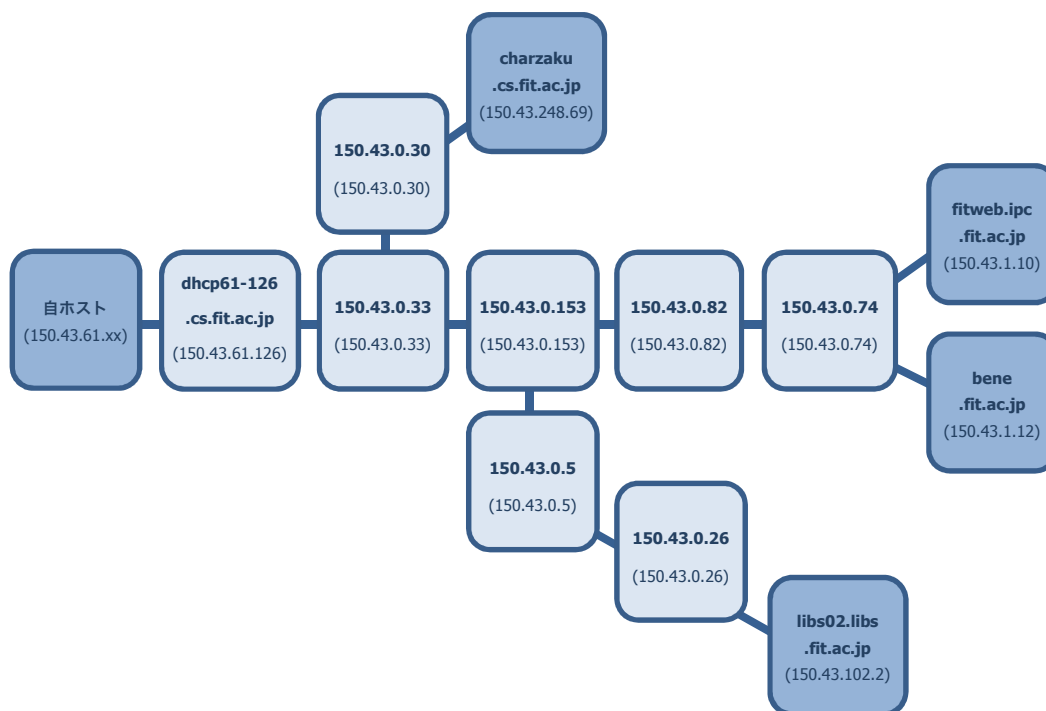 charzaku
.cs.fit.ac.jp
(150.43.248.69)
150.43.0.30
(150.43.0.30)
fitweb.ipc
.fit.ac.jp
(150.43.1.10)
自ホスト
(150.43.61.xx)
dhcp61-126
.cs.fit.ac.jp
(150.43.61.126)
150.43.0.33
(150.43.0.33)
150.43.0.153
(150.43.0.153)
150.43.0.82
(150.43.0.82)
150.43.0.74
(150.43.0.74)
bene
.fit.ac.jp
(150.43.1.12)
150.43.0.5
(150.43.0.5)
150.43.0.26
(150.43.0.26)
libs02.libs
.fit.ac.jp
(150.43.102.2)